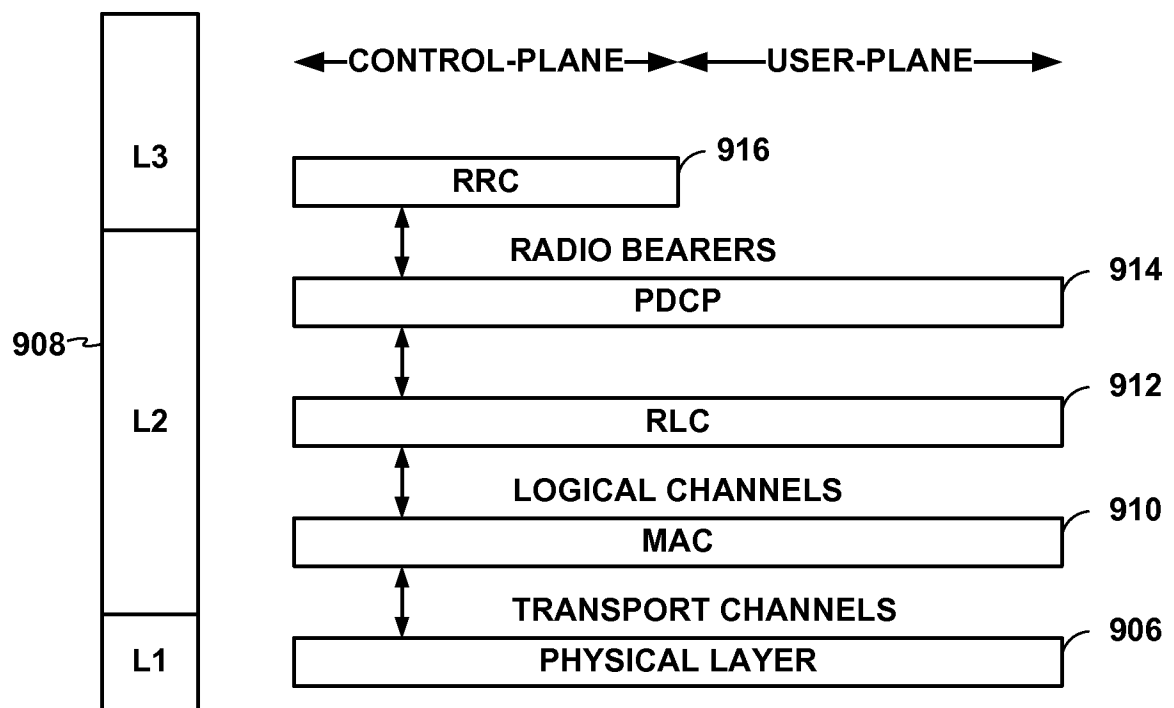 CONTROL-PLANE USER-PLANE
916
L3
RRC
RADIO BEARERS
914
PDCP
908
912
L2
RLC
LOGICAL CHANNELS
910
MAC
TRANSPORT CHANNELS
906
L1
PHYSICAL LAYER